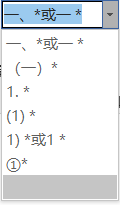 一、*或一 *
一、*或一 *
（一）*
1. *
(1) *
1) *或1 *
①*